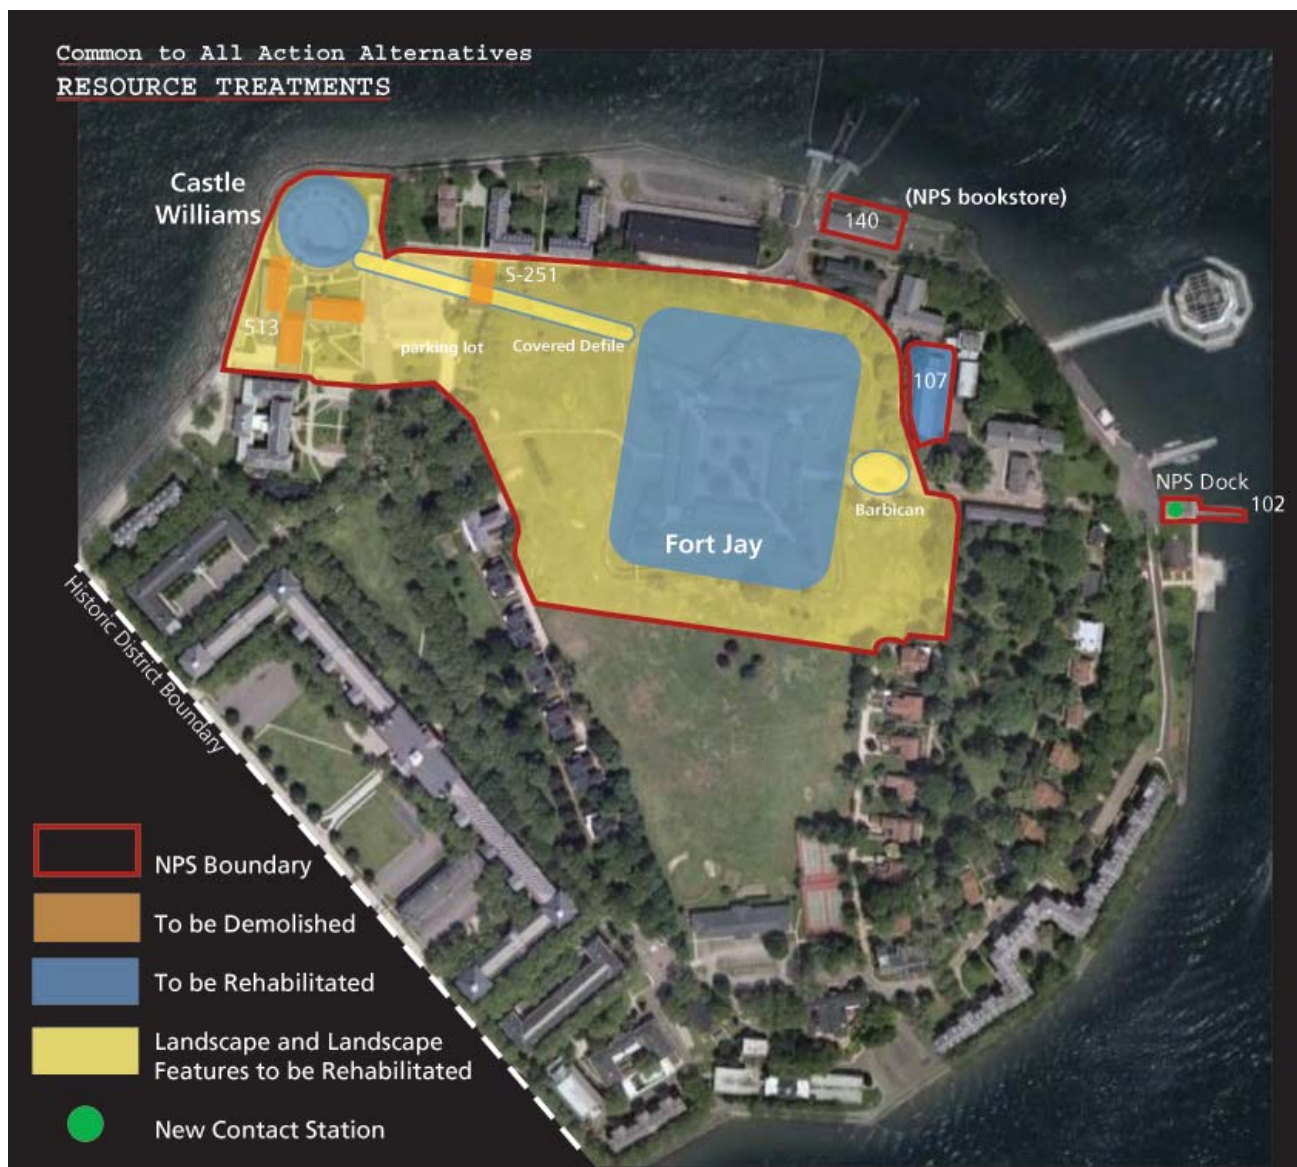 Common to All Action Alternatives
RESOURCE TREATMENTS
Castle
Williams
(NPS bookstore)
140
S-251
513
parking lot
Covered Defile
107
NPS Dock
102
Barbican
Fort Jay
Historic District Boundary
NPS Boundary
To be Demolished
To be Rehabilitated
Landscape and Landscape
Features to be Rehabilitated
New Contact Station